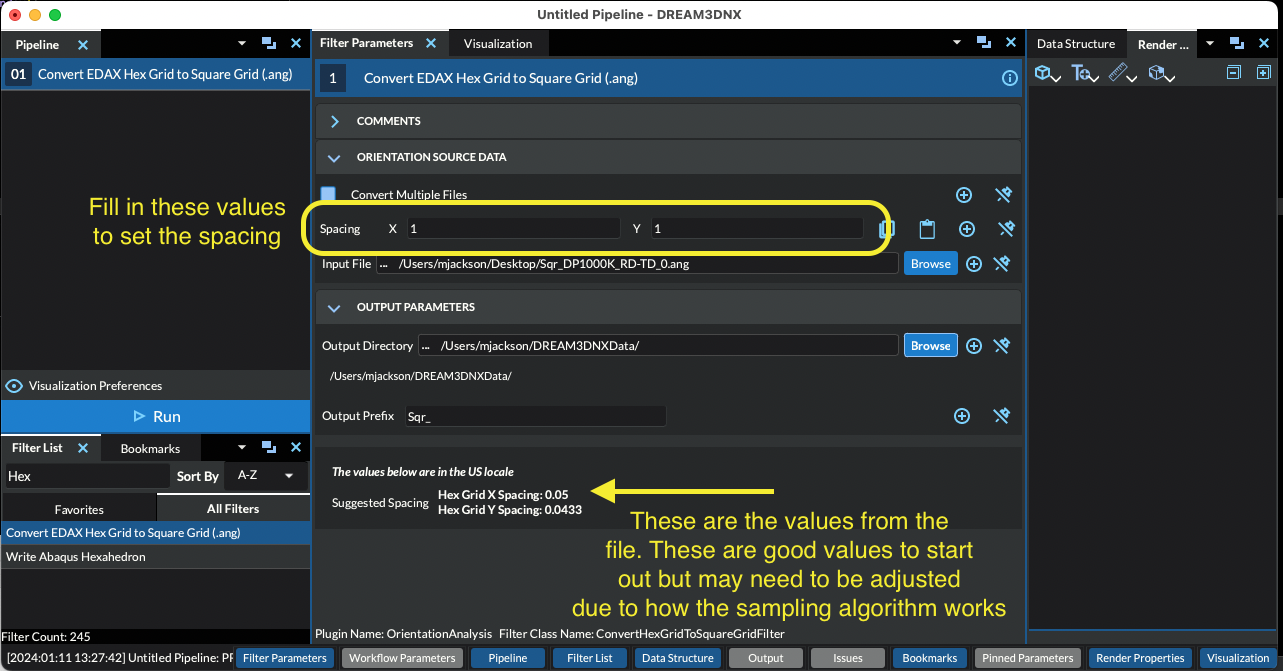 Untitled Pipeline - DREAM3DNX
Pipeline
01 Convert EDAX Hex Grid to Square Grid (.ang)
Fill in these values
to set the spacing
Visualization Preferences
Run
Filter List Bookmarks
Hex Sort By A-Z
Favorites All Filters
Convert EDAX Hex Grid to Square Grid (.ang)
Write Abaqus Hexahedron
Filter Count: 245
Filter Parameters Visualization
1 Convert EDAX Hex Grid to Square Grid (.ang)
COMMENTS
ORIENTATION SOURCE DATA
Convert Multiple Files
Spacing X 1 Y 1
Input File ... /Users/mjackson/Desktop/Sqr_DP1000K_RD-TD_0.ang Browse
OUTPUT PARAMETERS
Output Directory ... /Users/mjackson/DREAM3DNXData/ Browse
/Users/mjackson/DREAM3DNXData/
Output Prefix Sqr_
The values below are in the US locale
Suggested Spacing
Hex Grid X Spacing: 0.05
Hex Grid Y Spacing: 0.0433
These are the values from the
file. These are good values to start
out but may need to be adjusted
due to how the sampling algorithm works
Plugin Name: OrientationAnalysis Filter Class Name: ConvertHexGridToSquareGridFilter
Data Structure Render ...
[2024:01:11 13:27:42] Untitled Pipeline: Filter Parameters Workflow Parameters Pipeline Filter List Data Structure Output Issues Bookmarks Pinned Parameters Render Properties Visualization